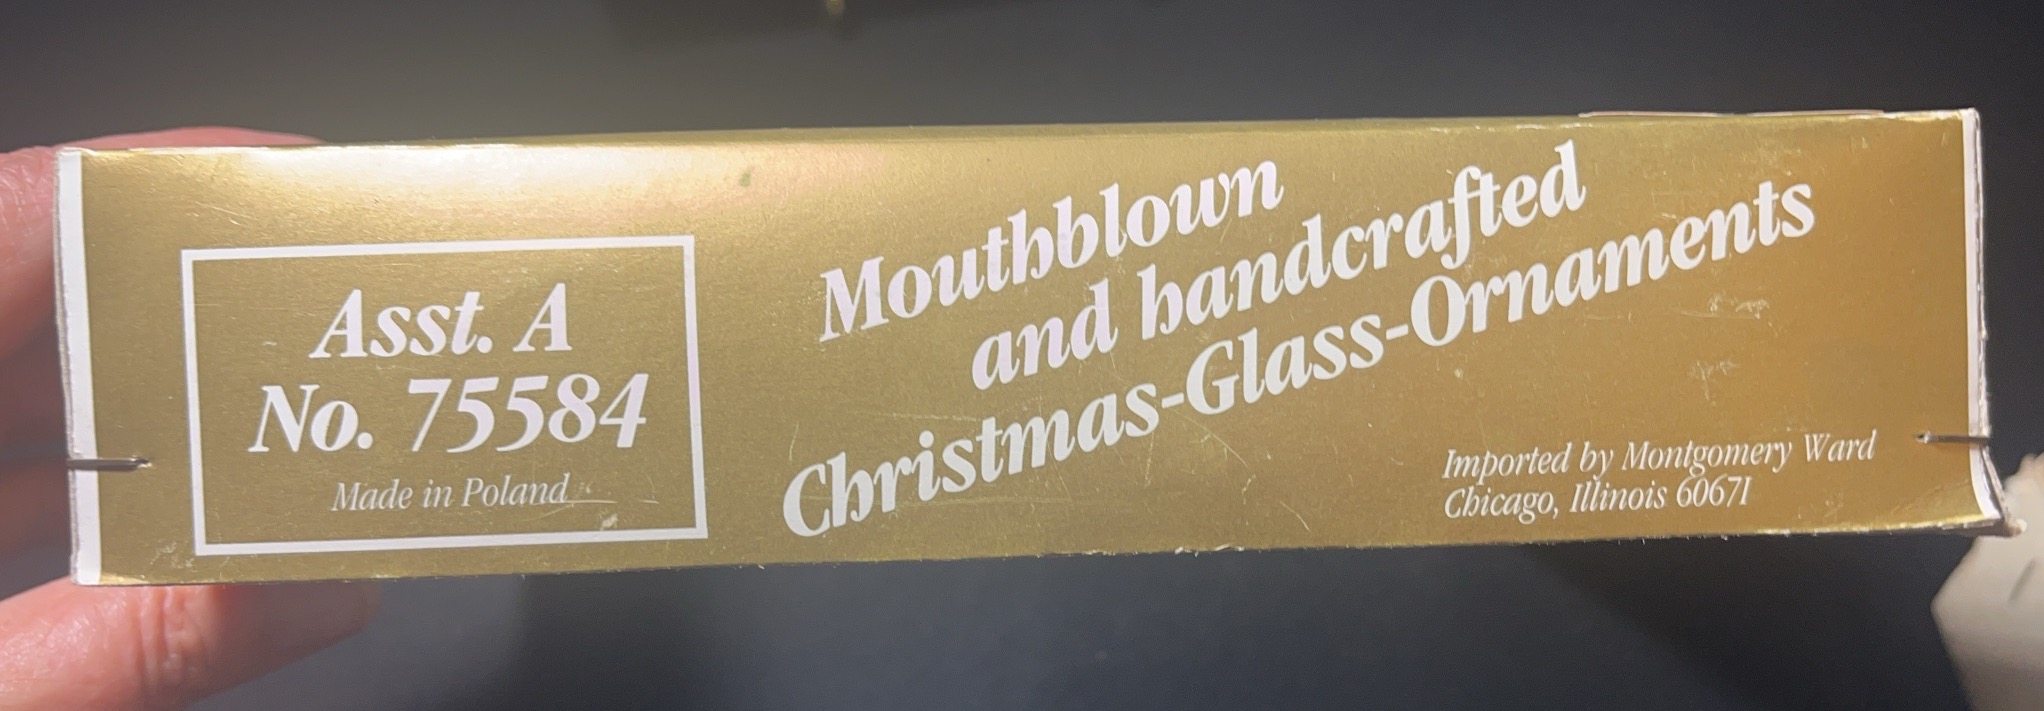 Asst. A
No. 75584
Made in Poland
Mouthblown
and handcrafted
Christmas-Glass-Ornaments
Imported by Montgomery Ward
Chicago, Illinois 60671